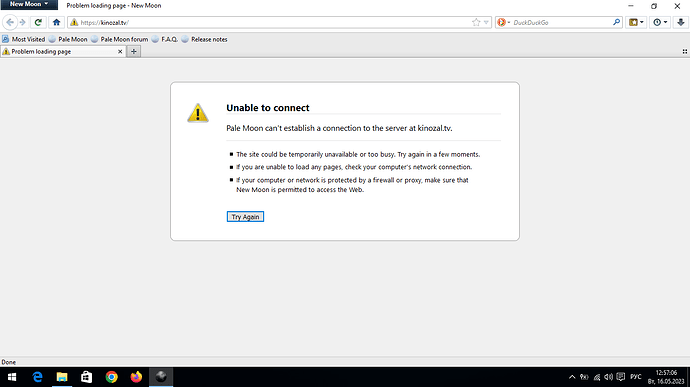 New Moon
Problem loading page - New Moon
https://kinozal.tv/
DuckDuckGo
Most Visited
Pale Moon
Pale Moon forum
F.A.Q.
Release notes
Problem loading page
Unable to connect
Pale Moon can't establish a connection to the server at kinozal.tv.
The site could be temporarily unavailable or too busy. Try again in a few moments.
If you are unable to load any pages, check your computer's network connection.
If your computer or network is protected by a firewall or proxy, make sure that
New Moon is permitted to access the Web.
Try Again
Done
РУС
12:57:06
Вт, 16.05.2023